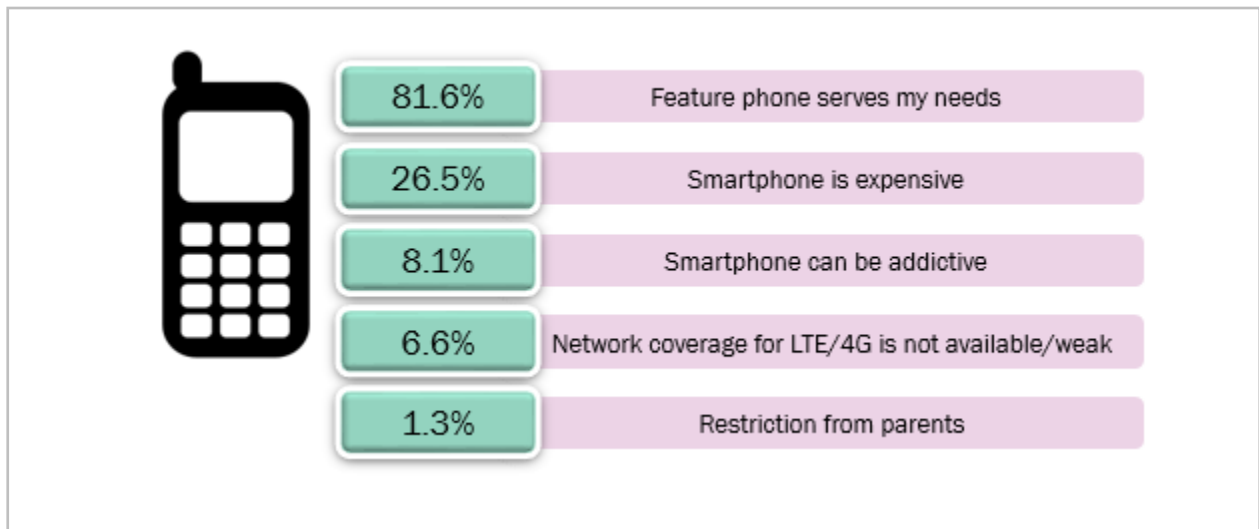 81.6% Feature phone serves my needs
26.5% Smartphone is expensive
8.1% Smartphone can be addictive
6.6% Network coverage for LTE/4G is not available/weak
1.3% Restriction from parents